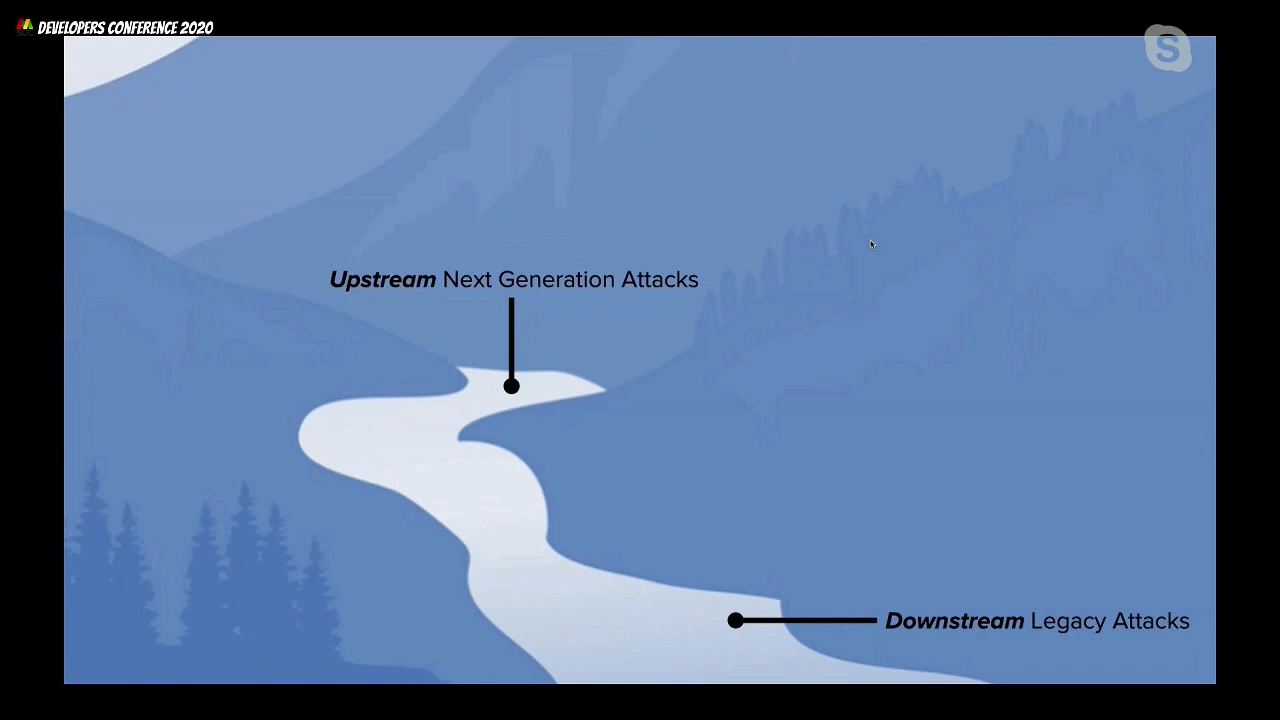 DEVELOPERS CONFERENCE 2020
S
Upstream Next Generation Attacks
Downstream Legacy Attacks